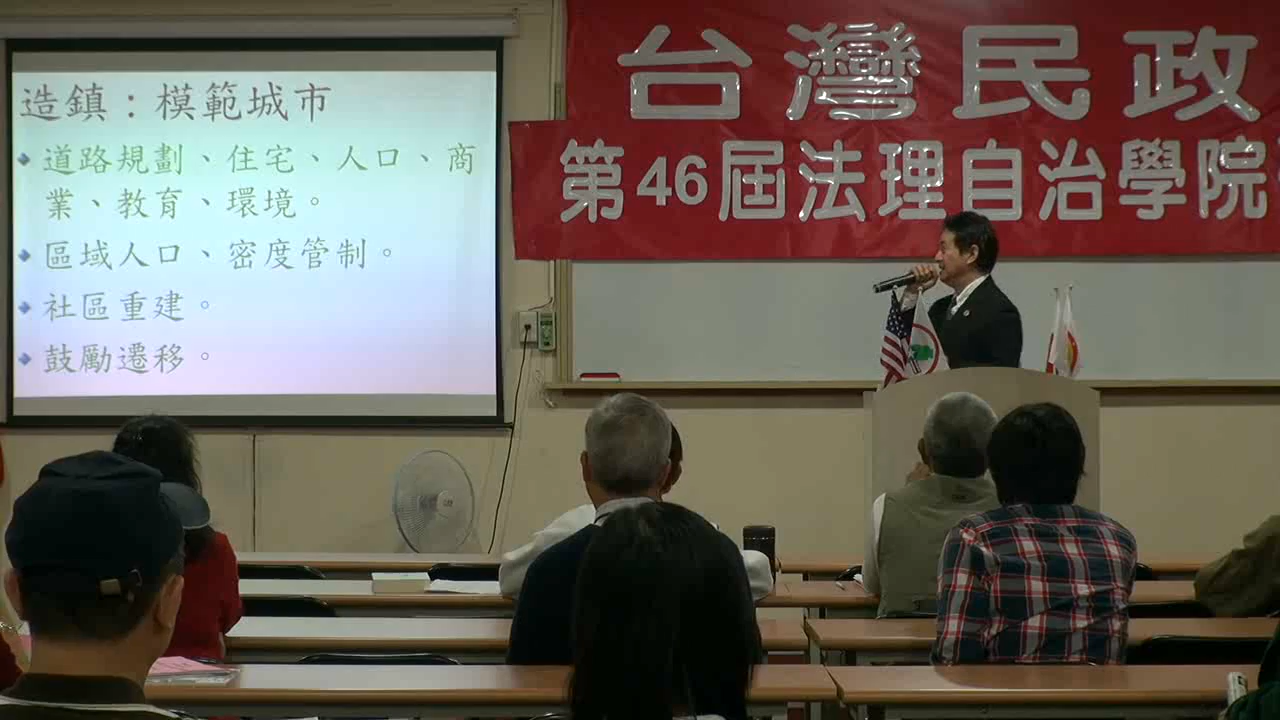 造鎮：模範城市
道路規劃、住宅、人口、商
業、教育、環境。
區域人口、密度管制。
社區重建。
鼓勵遷移。
台灣民政
第46屆法理自治學院